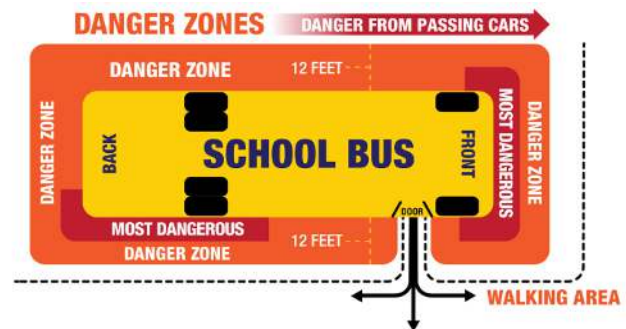 DANGER ZONES
DANGER FROM PASSING CARS
DANGER ZONE
12 FEET
DANGER ZONE
BACK
SCHOOL BUS
FRONT
MOST DANGEROUS
DANGER ZONE
DOOR
MOST DANGEROUS
DANGER ZONE
12 FEET
WALKING AREA